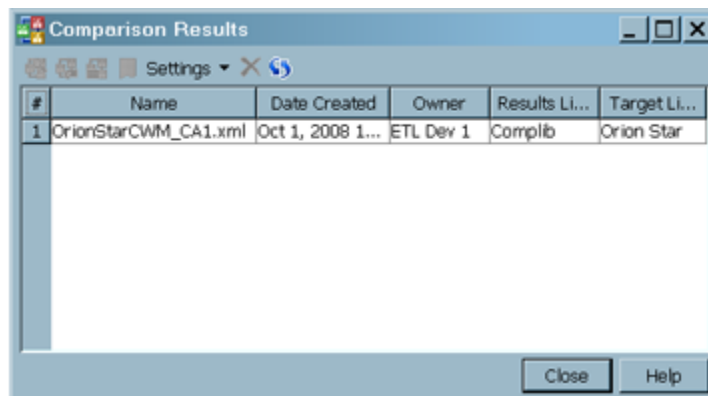 Comparison Results
Settings
# Name Date Created Owner Results Li... Target Li...
1 OrionStarCWM_CA1.xml Oct 1, 2008 1... ETL Dev 1 Complib Orion Star
Close Help